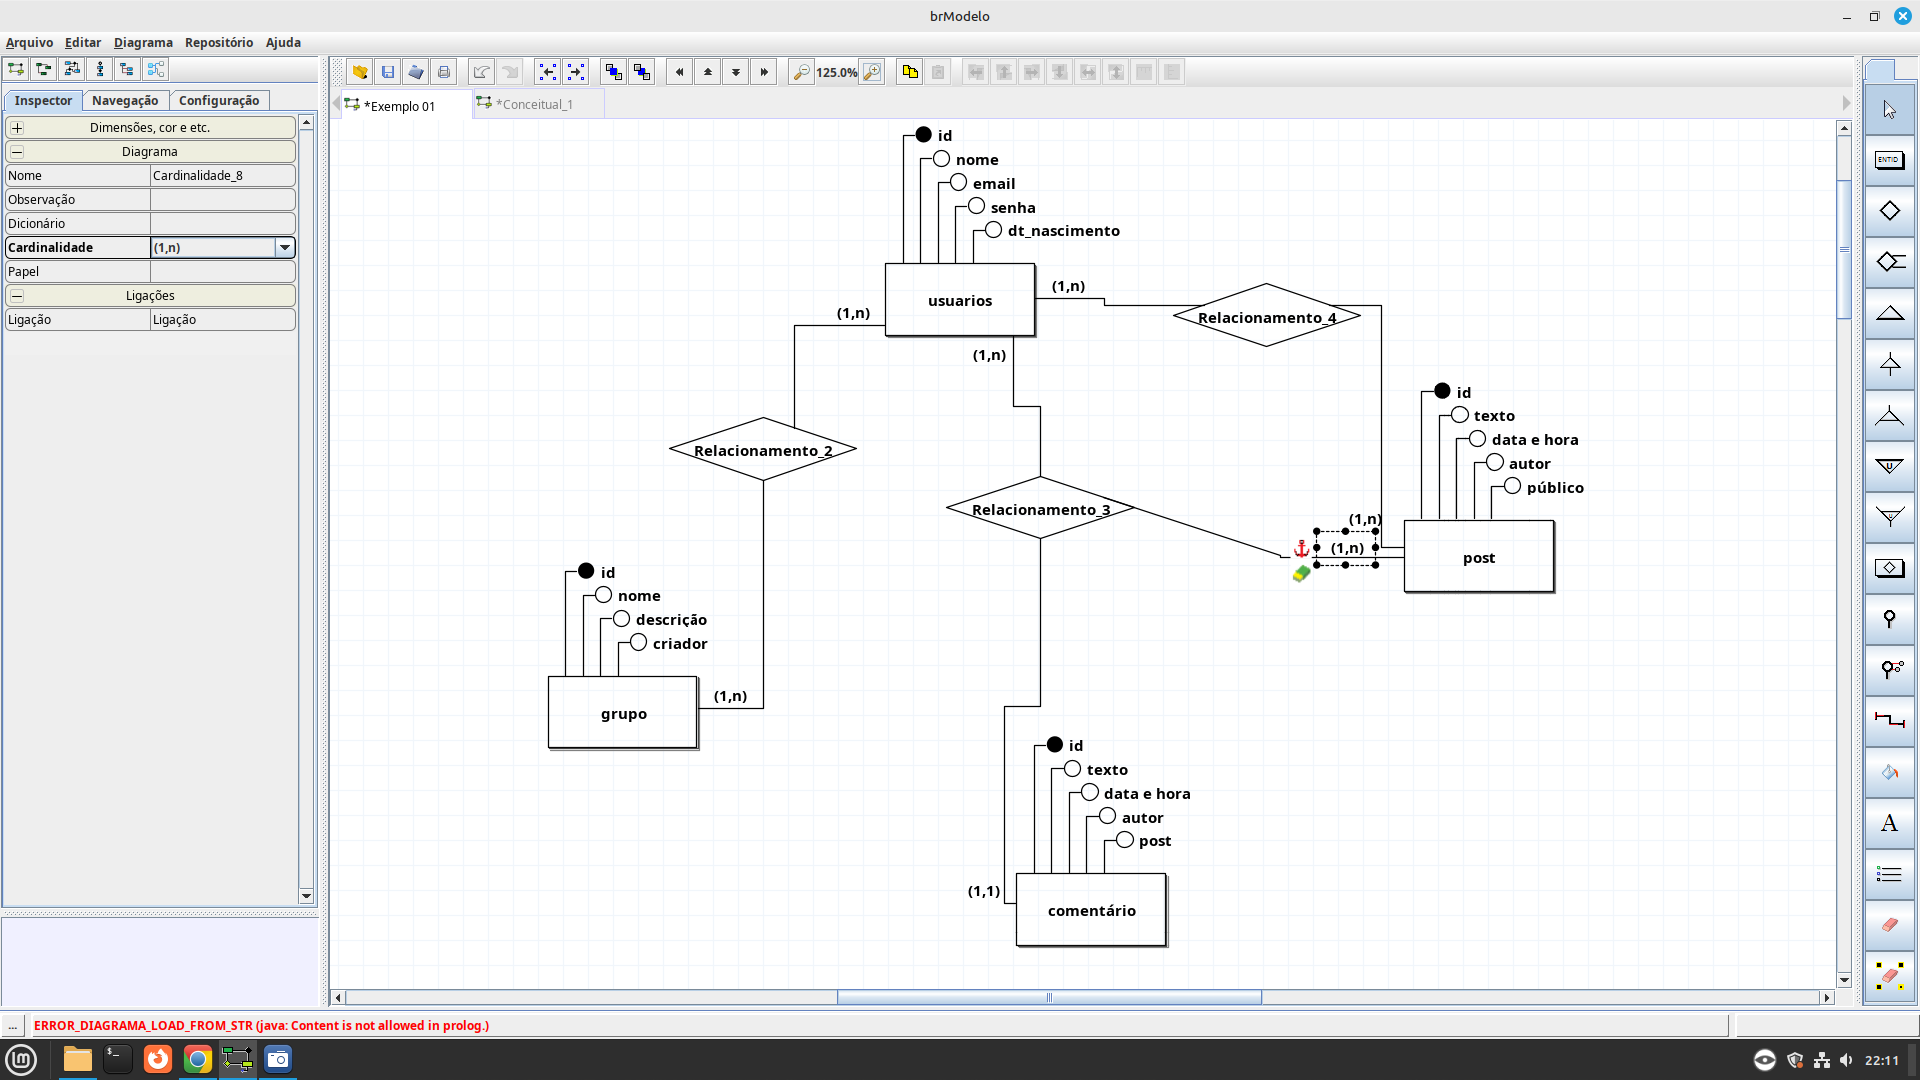 brModelo
Arquivo Editar Diagrama Repositório Ajuda
125.0%
Inspector Navegação Configuração
*Exemplo 01 *Conceitual_1
Dimensões, cor e etc.
Diagrama
Nome Cardinalidade_8
Observação
Dicionário
Cardinalidade (1,n)
Papel
Ligações
Ligação Ligação
id
nome
email
senha
dt_nascimento
usuarios
(1,n)
(1,n)
(1,n)
Relacionamento_4
Relacionamento_2
Relacionamento_3
id
texto
data e hora
autor
público
(1,n)
(1,n)
post
id
nome
descrição
criador
(1,n)
grupo
id
texto
data e hora
autor
post
(1,1)
comentário
ENTID
U
A
... ERROR_DIAGRAMA_LOAD_FROM_STR (java: Content is not allowed in prolog.)
22:11